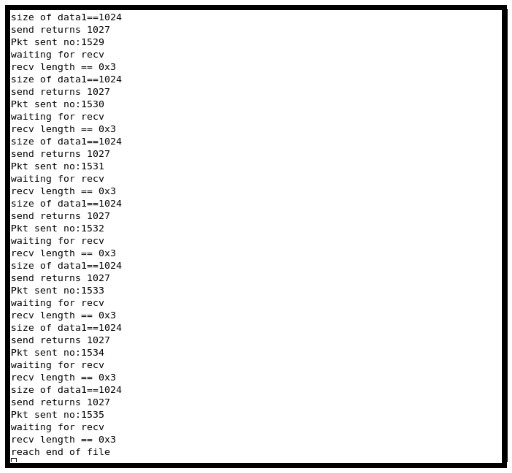 size of data1==1024
send returns 1027
Pkt sent no:1529
waiting for recv
recv length == 0x3
size of data1==1024
send returns 1027
Pkt sent no:1530
waiting for recv
recv length == 0x3
size of data1==1024
send returns 1027
Pkt sent no:1531
waiting for recv
recv length == 0x3
size of data1==1024
send returns 1027
Pkt sent no:1532
waiting for recv
recv length == 0x3
size of data1==1024
send returns 1027
Pkt sent no:1533
waiting for recv
recv length == 0x3
size of data1==1024
send returns 1027
Pkt sent no:1534
waiting for recv
recv length == 0x3
size of data1==1024
send returns 1027
Pkt sent no:1535
waiting for recv
recv length == 0x3
reach end of file